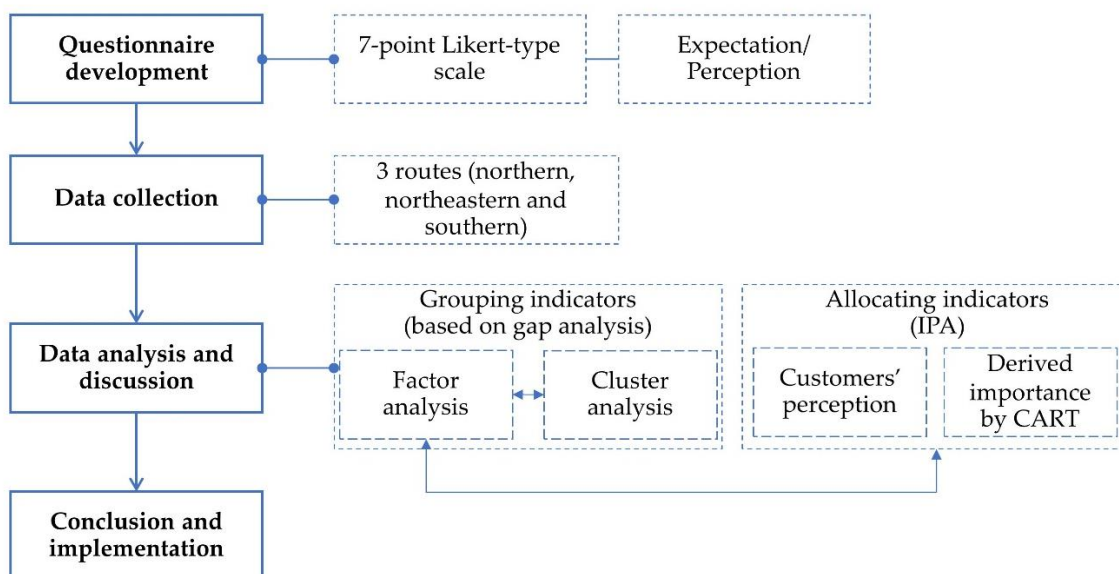 Questionnaire
development
7-point Likert-type
scale
Expectation/
Perception
Data collection
3 routes (northern,
northeastern and
southern)
Data analysis and
discussion
Grouping indicators
(based on gap analysis)
Factor
analysis
Cluster
analysis
Allocating indicators
(IPA)
Customers’
perception
Derived
importance
by CART
Conclusion and
implementation